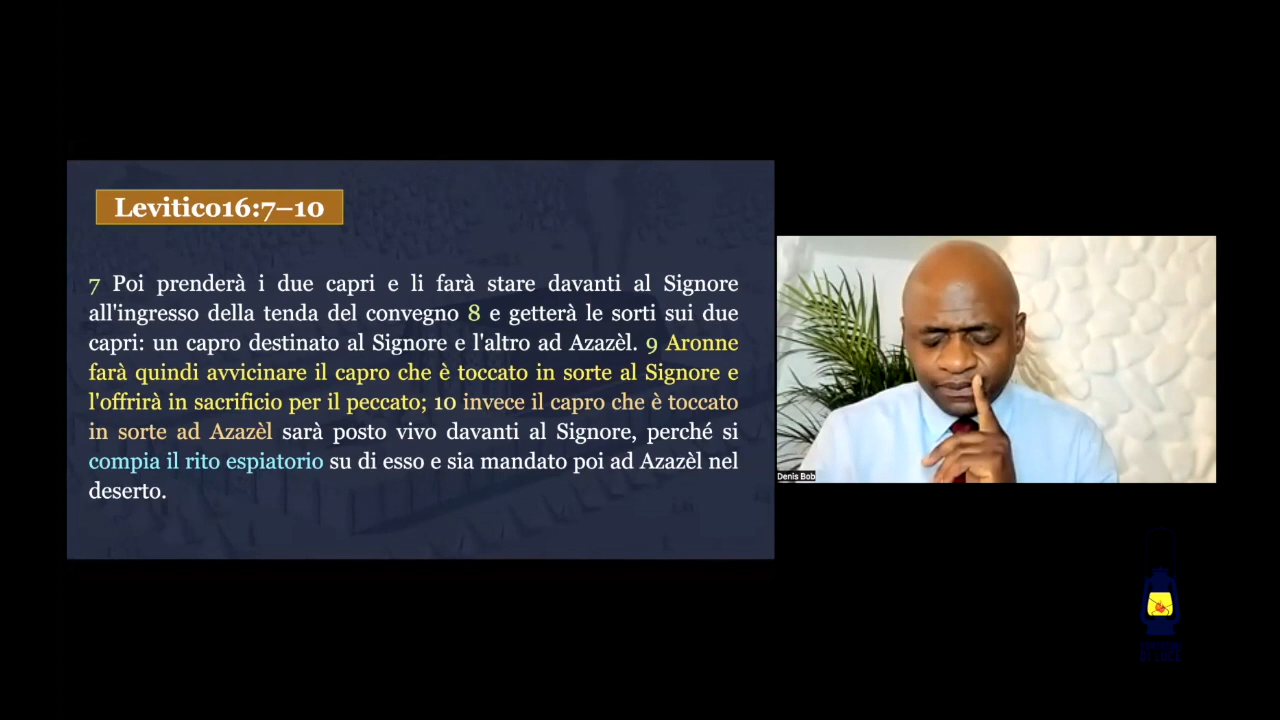 Levitico16:7–10
7 Poi prenderà i due capri e li farà stare davanti al Signore
all'ingresso della tenda del convegno 8 e getterà le sorti sui due
capri: un capro destinato al Signore e l'altro ad Azazèl. 9 Aronne
farà quindi avvicinare il capro che è toccato in sorte al Signore e
l'offrirà in sacrificio per il peccato; 10 invece il capro che è toccato
in sorte ad Azazèl sarà posto vivo davanti al Signore, perché si
compia il rito espiatorio su di esso e sia mandato poi ad Azazèl nel
deserto.
Denis Bob
DI LUCE